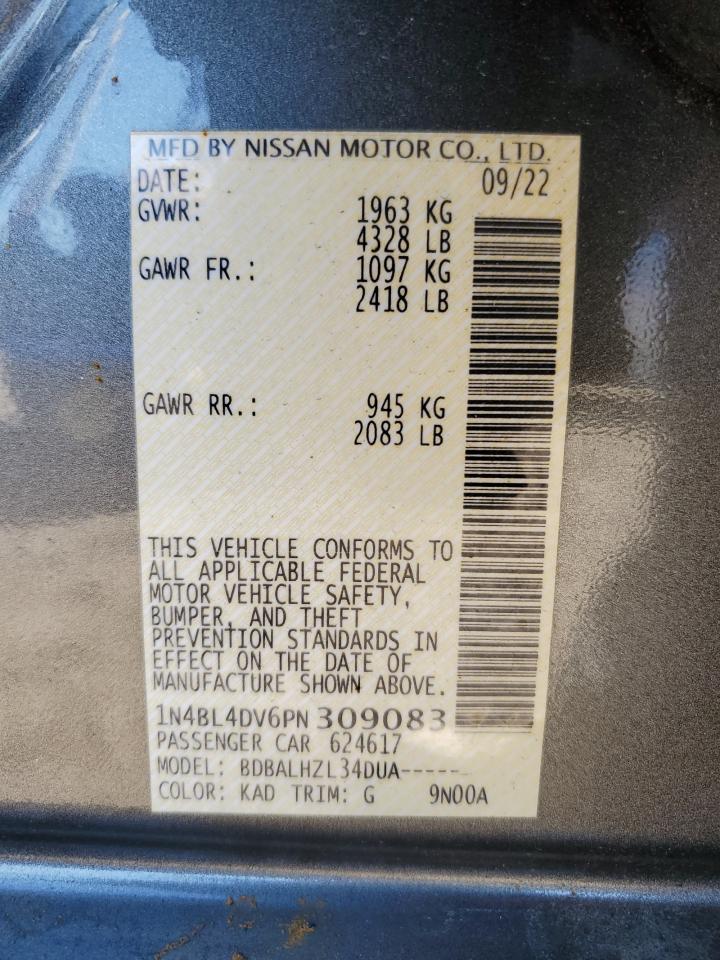 MFD BY NISSAN MOTOR CO., LTD.
DATE: 09/22
GVWR: 1963 KG
4328 LB
GAWR FR.: 1097 KG
2418 LB
GAWR RR.: 945 KG
2083 LB
THIS VEHICLE CONFORMS TO
ALL APPLICABLE FEDERAL
MOTOR VEHICLE SAFETY,
BUMPER, AND THEFT
PREVENTION STANDARDS IN
EFFECT ON THE DATE OF
MANUFACTURE SHOWN ABOVE.
1N4BL4DV6PN 309083
PASSENGER CAR 624617
MODEL: BDBALHZL34DUA-----
COLOR: KAD TRIM: G 9N00A